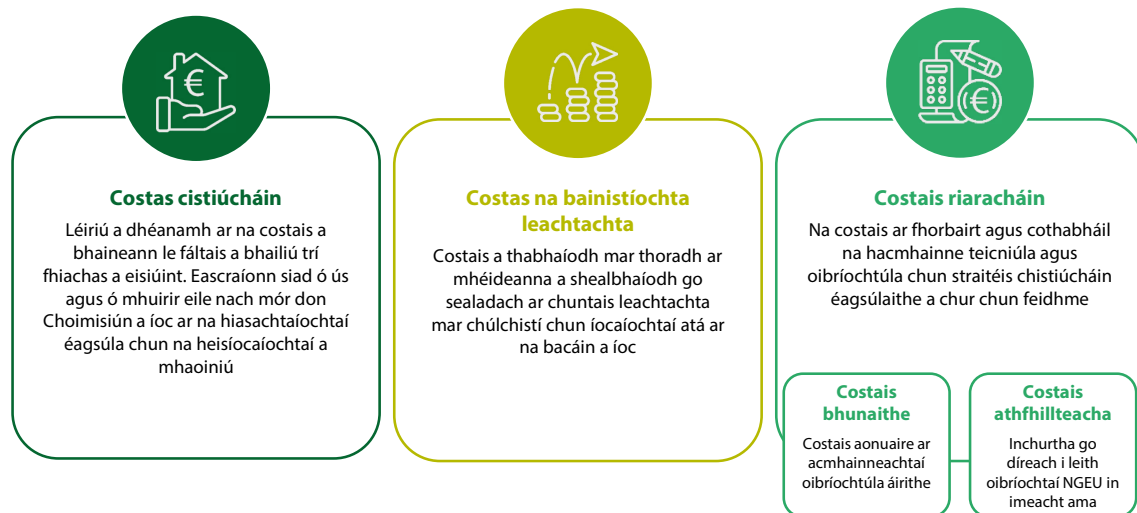 Costas cistiúcháin
Léiriú a dhéanamh ar na costais a
bhaineann le fáltais a bhailiú trí
fhiachas a eisiúint. Eascraíonn siad ó ús
agus ó mhuirir eile nach mór don
Choimisiún a íoc ar na hiasachtaíochtaí
éagsúla chun na heisíocaíochtaí a
mhaoiniú
Costas na bainistíochta
leachtachta
Costais a thabhaíodh mar thoradh ar
mhéideanna a shealbhaíodh go
sealadach ar chuntais leachtachta
mar chúlchistí chun íocaíochtaí atá ar
na bacáin a íoc
Costais riaracháin
Na costais ar fhorbairt agus cothabháil
na hacmhainne teicniúla agus
oibríochtúla chun straitéis chistiúcháin
éagsúlaithe a chur chun feidhme
Costais
bhunaithe
Costais aonuaire ar
acmhainneachtaí
oibríochtúla áirithe
Costais
athfhillteacha
Inchurtha go
díreach i leith
oibríochtaí NGEU in
imeacht ama